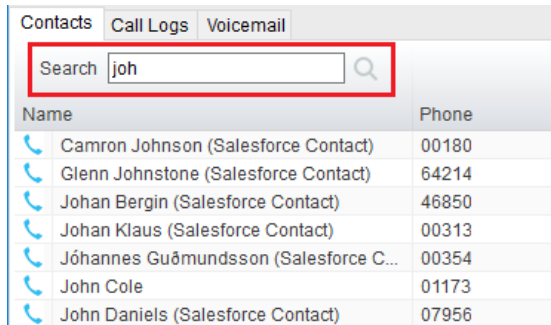 Contacts Call Logs Voicemail
Search joh
Name Phone
Camron Johnson (Salesforce Contact) 00180
Glenn Johnstone (Salesforce Contact) 64214
Johan Bergin (Salesforce Contact) 46850
Johan Klaus (Salesforce Contact) 00313
Jóhannes Guðmundsson (Salesforce C... 00354
John Cole 01173
John Daniels (Salesforce Contact) 07956